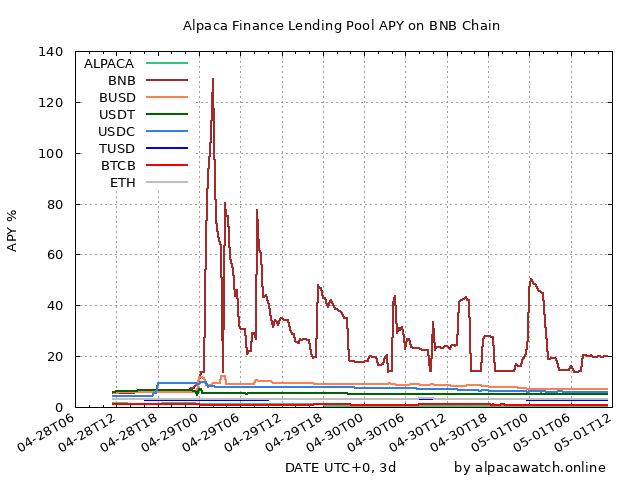 Alpaca Finance Lending Pool APY on BNB Chain
140
120
100
80
60
40
20
0
APY %
ALPACA
BNB
BUSD
USDT
USDC
TUSD
BTCB
ETH
04-28T06
04-28T12
04-28T18
04-29T00
04-29T06
04-29T12
04-29T18
04-30T00
04-30T06
04-30T12
04-30T18
05-01T00
05-01T06
05-01T12
DATE UTC+0, 3d
by alpacawatch.online